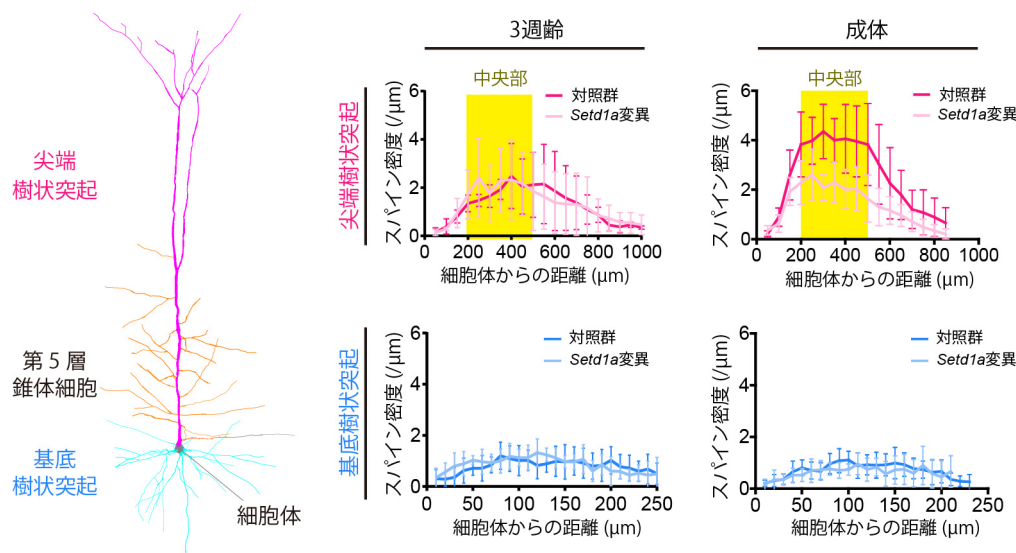 尖端
樹状突起
第5層
錐体細胞
基底
樹状突起
細胞体
3週齢
成体
尖端樹状突起
基底樹状突起
中央部
対照群
Setd1a変異
スパイン密度 (/μm)
6
4
2
0
0
200
400
600
800
1000
細胞体からの距離 (μm)
中央部
対照群
Setd1a変異
スパイン密度 (/μm)
6
4
2
0
0
200
400
600
800
1000
細胞体からの距離 (μm)
対照群
Setd1a変異
スパイン密度 (/μm)
6
4
2
0
0
50
100
150
200
250
細胞体からの距離 (μm)
対照群
Setd1a変異
スパイン密度 (/μm)
6
4
2
0
0
50
100
150
200
250
細胞体からの距離 (μm)